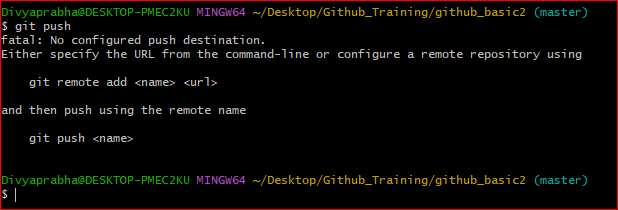 Divyaprabha@DESKTOP-PMEC2KU MINGW64 ~/Desktop/Github_Training/github_basic2 (master)
$ git push
fatal: No configured push destination.
Either specify the URL from the command-line or configure a remote repository using
    git remote add <name> <url>
and then push using the remote name
    git push <name>
Divyaprabha@DESKTOP-PMEC2KU MINGW64 ~/Desktop/Github_Training/github_basic2 (master)
$